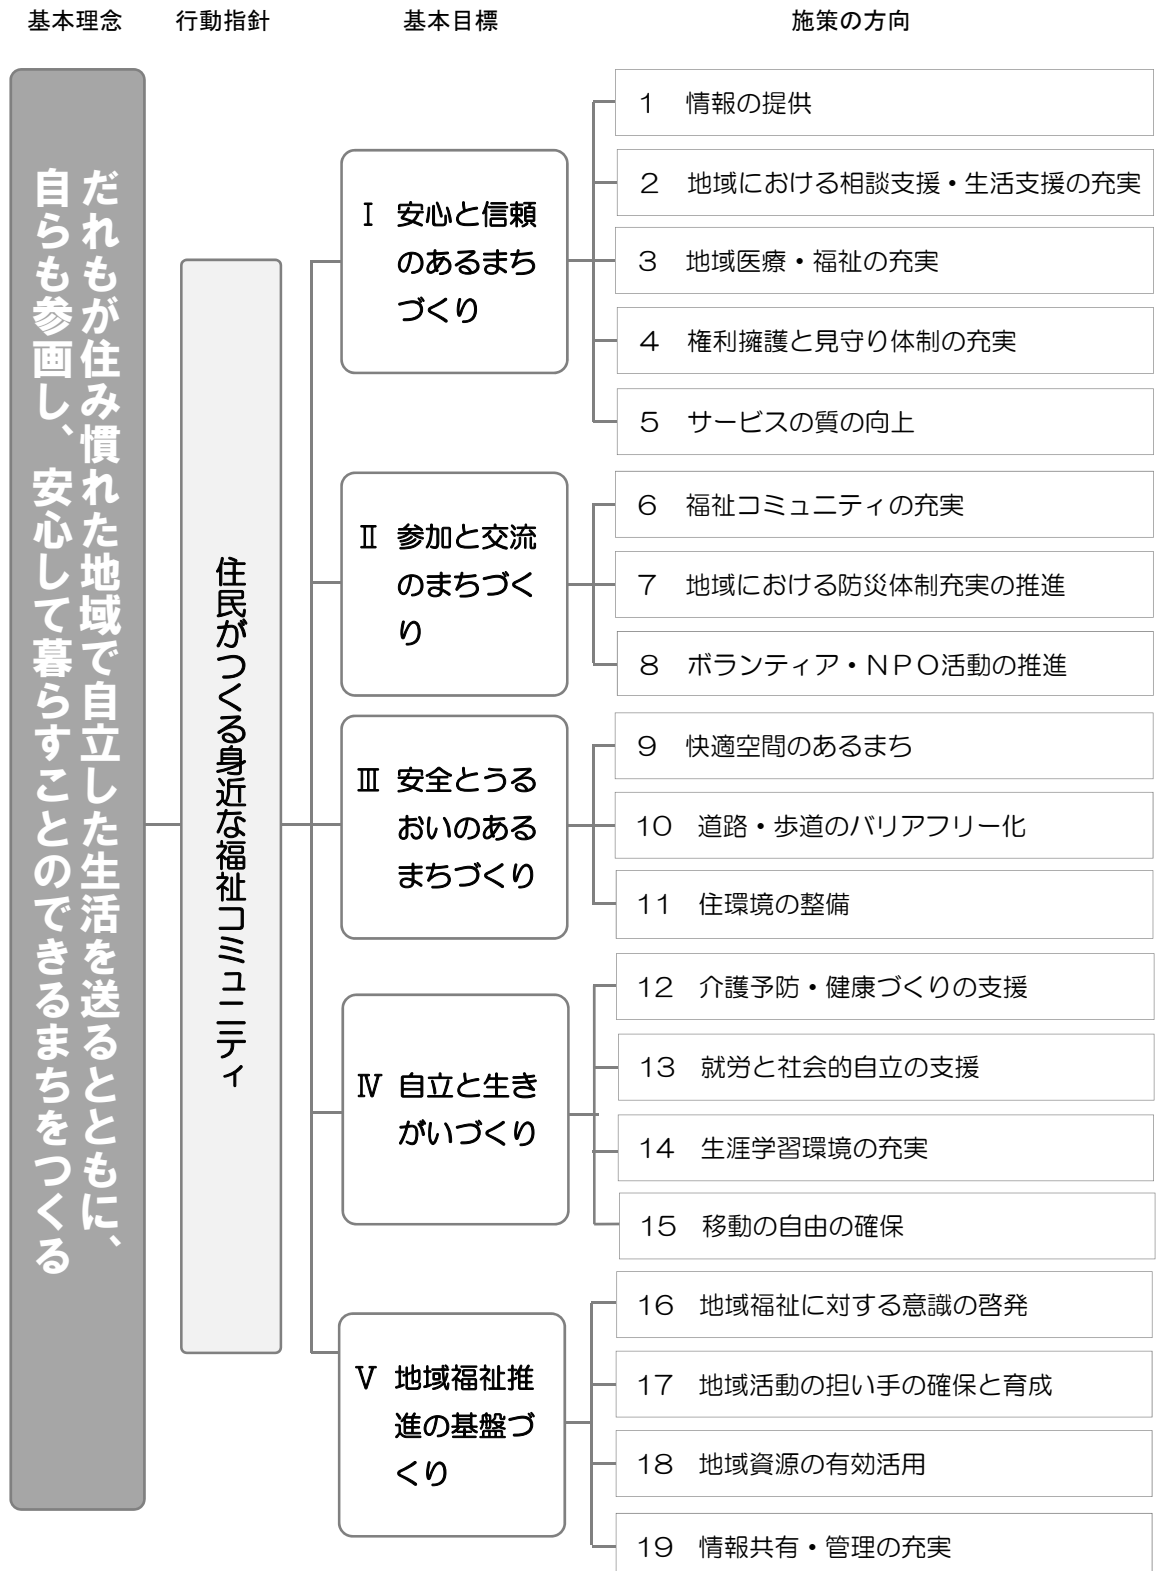 基本理念 行動指針 基本目標 施策の方向
だれもが住み慣れた地域で自立した生活を送るとともに、
自らも参画し、安心して暮らすことのできるまちをつくる
住民がつくる身近な福祉コミュニティ
Ⅰ 安心と信頼
のあるまち
づくり
1 情報の提供
2 地域における相談支援・生活支援の充実
3 地域医療・福祉の充実
4 権利擁護と見守り体制の充実
5 サービスの質の向上
Ⅱ 参加と交流
のまちづく
り
6 福祉コミュニティの充実
7 地域における防災体制充実の推進
8 ボランティア・NPO活動の推進
Ⅲ 安全とうる
おいのある
まちづくり
9 快適空間のあるまち
10 道路・歩道のバリアフリー化
11 住環境の整備
Ⅳ 自立と生き
がいづくり
12 介護予防・健康づくりの支援
13 就労と社会的自立の支援
14 生涯学習環境の充実
15 移動の自由の確保
Ⅴ 地域福祉推
進の基盤づ
くり
16 地域福祉に対する意識の啓発
17 地域活動の担い手の確保と育成
18 地域資源の有効活用
19 情報共有・管理の充実